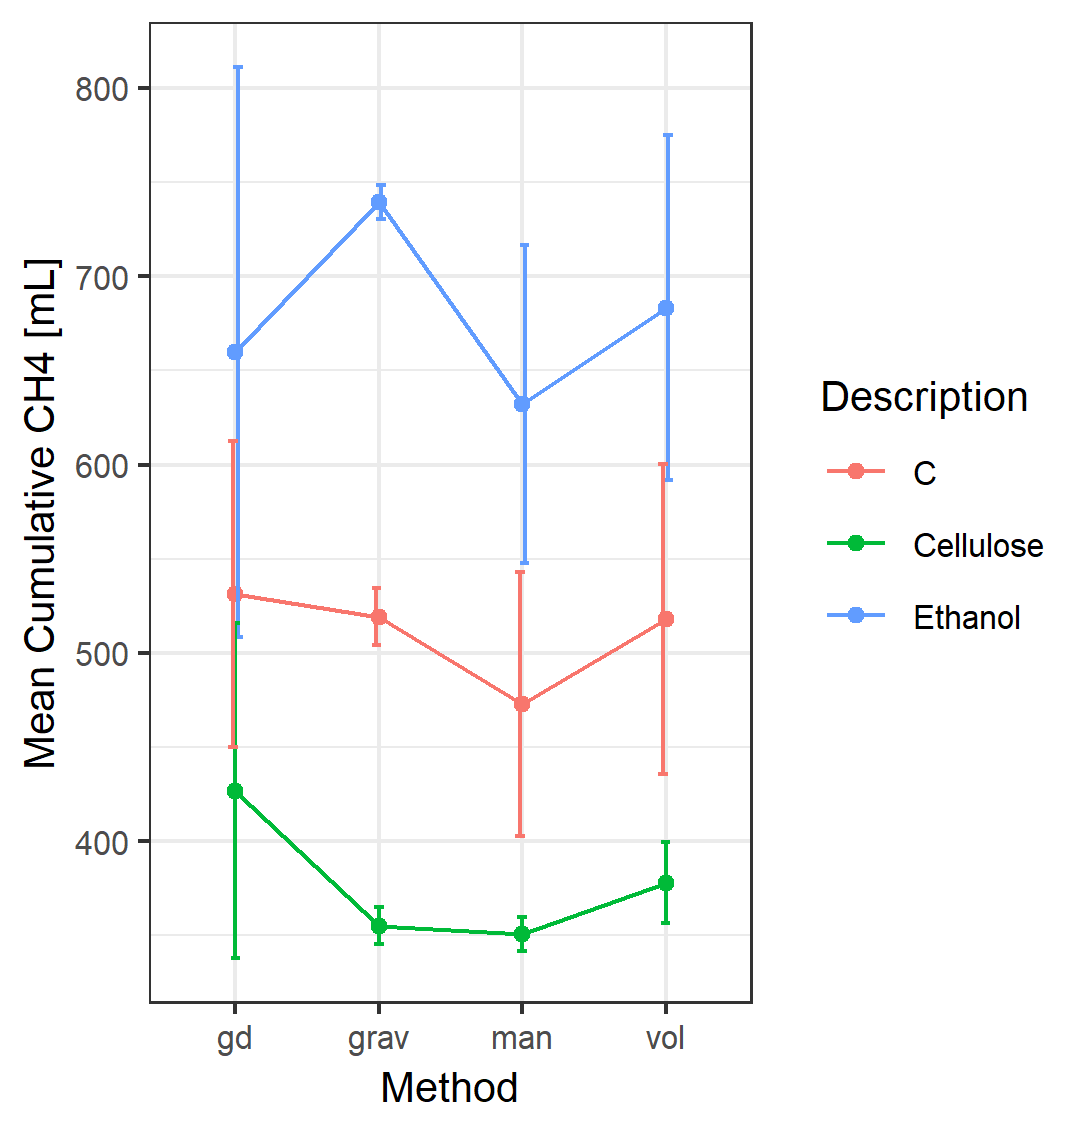 800
700
600
500
400
Mean Cumulative CH4 [mL]
gd grav man vol
Method
Description
C
Cellulose
Ethanol